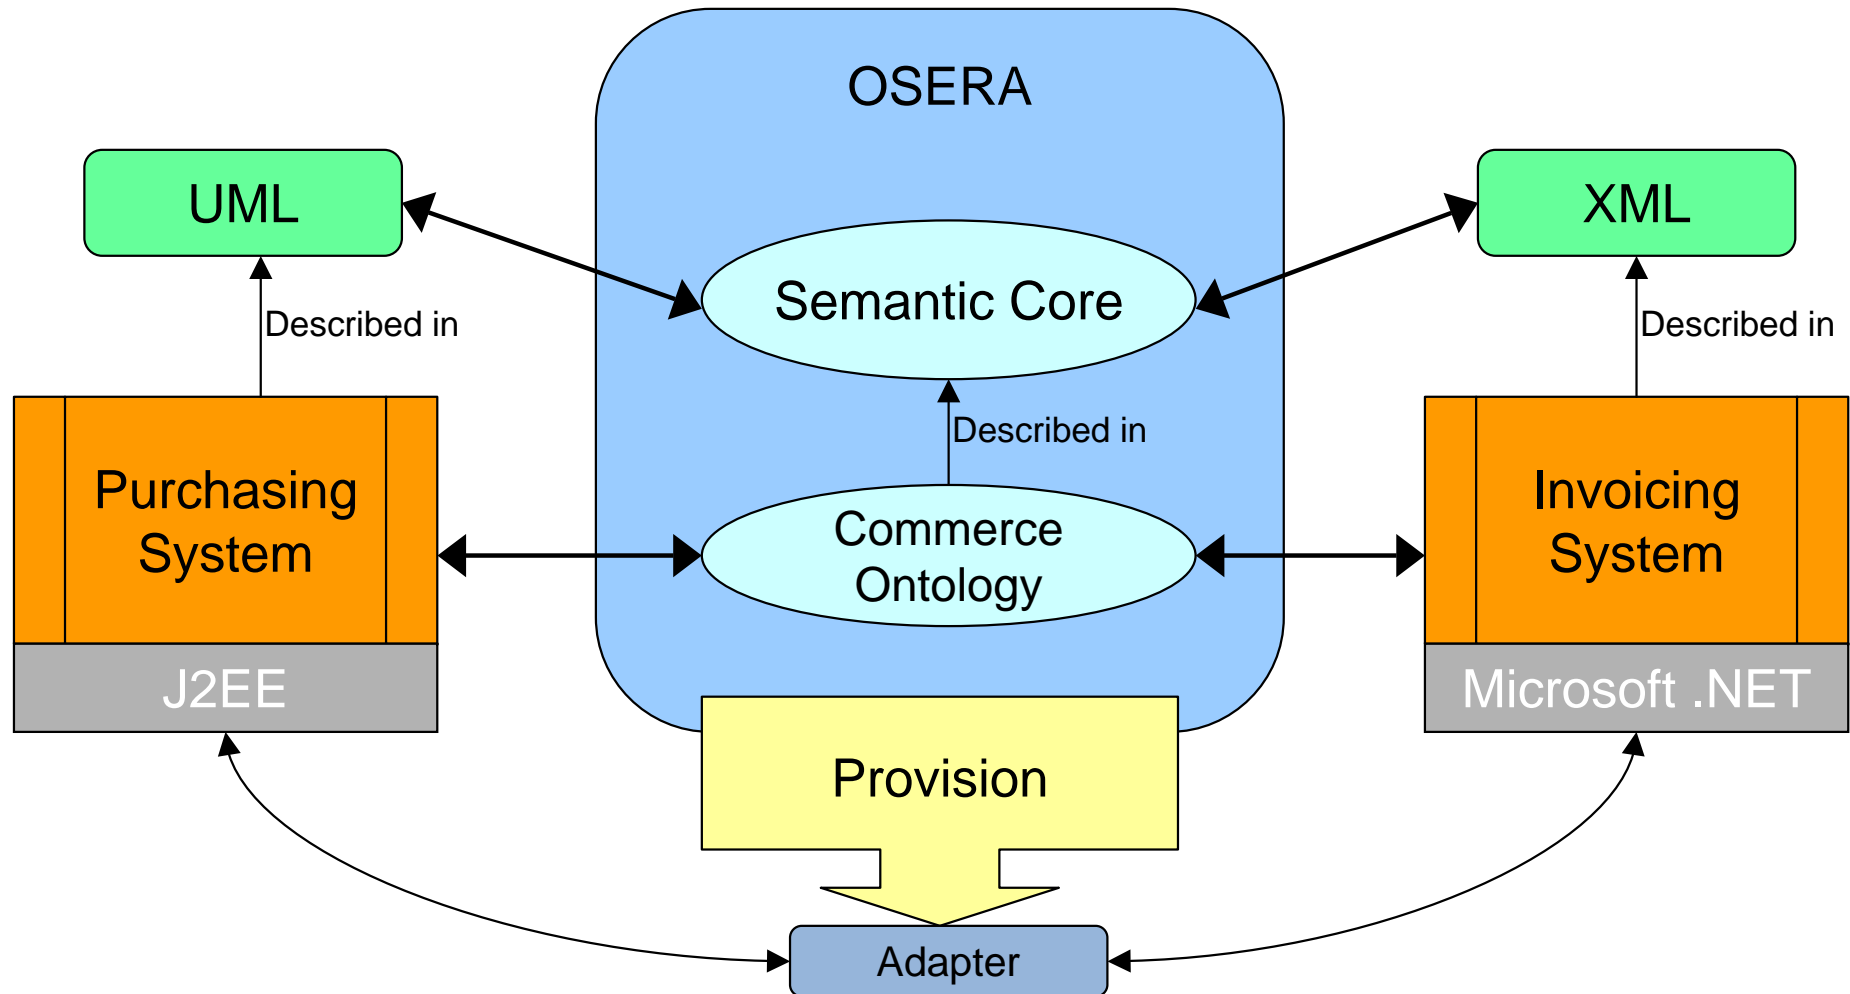 OSERA
UML
XML
Semantic Core
Described in
Described in
Described in
Purchasing
System
Commerce
Ontology
Invoicing
System
J2EE
Microsoft .NET
Provision
Adapter